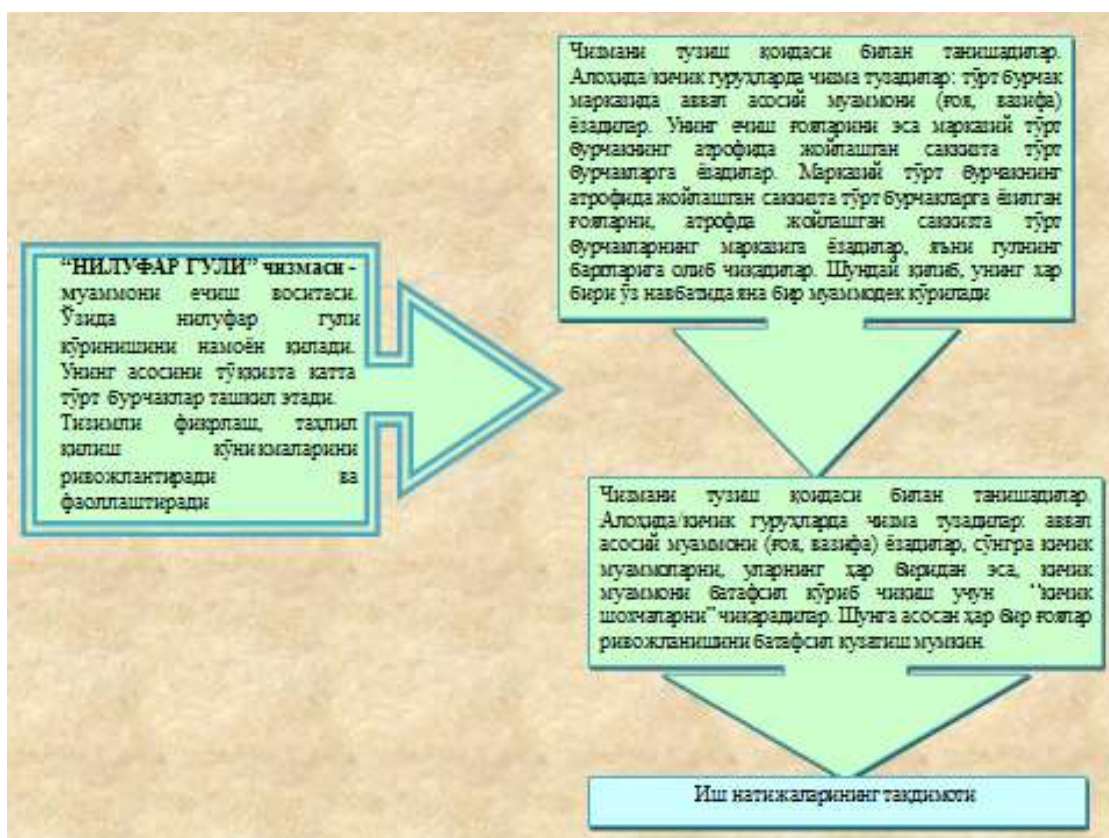 “НИЛУФАР ГУЛИ” чизмаси -
муаммони ечиш воситаси.
Ўзида нилуфар гули
кўринишини намоён қилади.
Унинг асосини тўққизта катта
тўрт бурчаклар ташкил этади.
Тизимли фикрлаш, таҳлил
қилиш кўникмаларини
ривожлантиради ва
фаоллаштиради
Чизмани тузиш қоидаси билан танишадилар.
Алоҳида/кичик гуруҳларда чизма тузадилар: тўрт бурчак
марказида аввал асосий муаммони (ғоя, вазифа)
ёзадилар. Унинг ечиш ғояларини эса марказий тўрт
бурчакнинг атрофида жойлашган саккизта тўрт
бурчакларга ёзадилар. Марказий тўрт бурчакнинг
атрофида жойлашган саккизта тўрт бурчакларга ёзилган
ғояларни, атрофда жойлашган саккизта тўрт
бурчакларнинг марказига ёзадилар, яъни гулнинг
баргларига олиб чиқадилар. Шундай қилиб, унинг ҳар
бири ўз навбатида яна бир муаммодек кўрилади
Чизмани тузиш қоидаси билан танишадилар.
Алоҳида/кичик гуруҳларда чизма тузадилар: аввал
асосий муаммони (ғоя, вазифа) ёзадилар, сўнгра кичик
муаммоларни, уларнинг ҳар биридан эса, кичик
муаммони батафсил кўриб чиқиш учун “кичик
шохчаларни” чиқарадилар. Шунга асосан ҳар бир ғоялар
ривожланишини батафсил кузатиш мумкин.
Иш натижаларининг тақдимоти